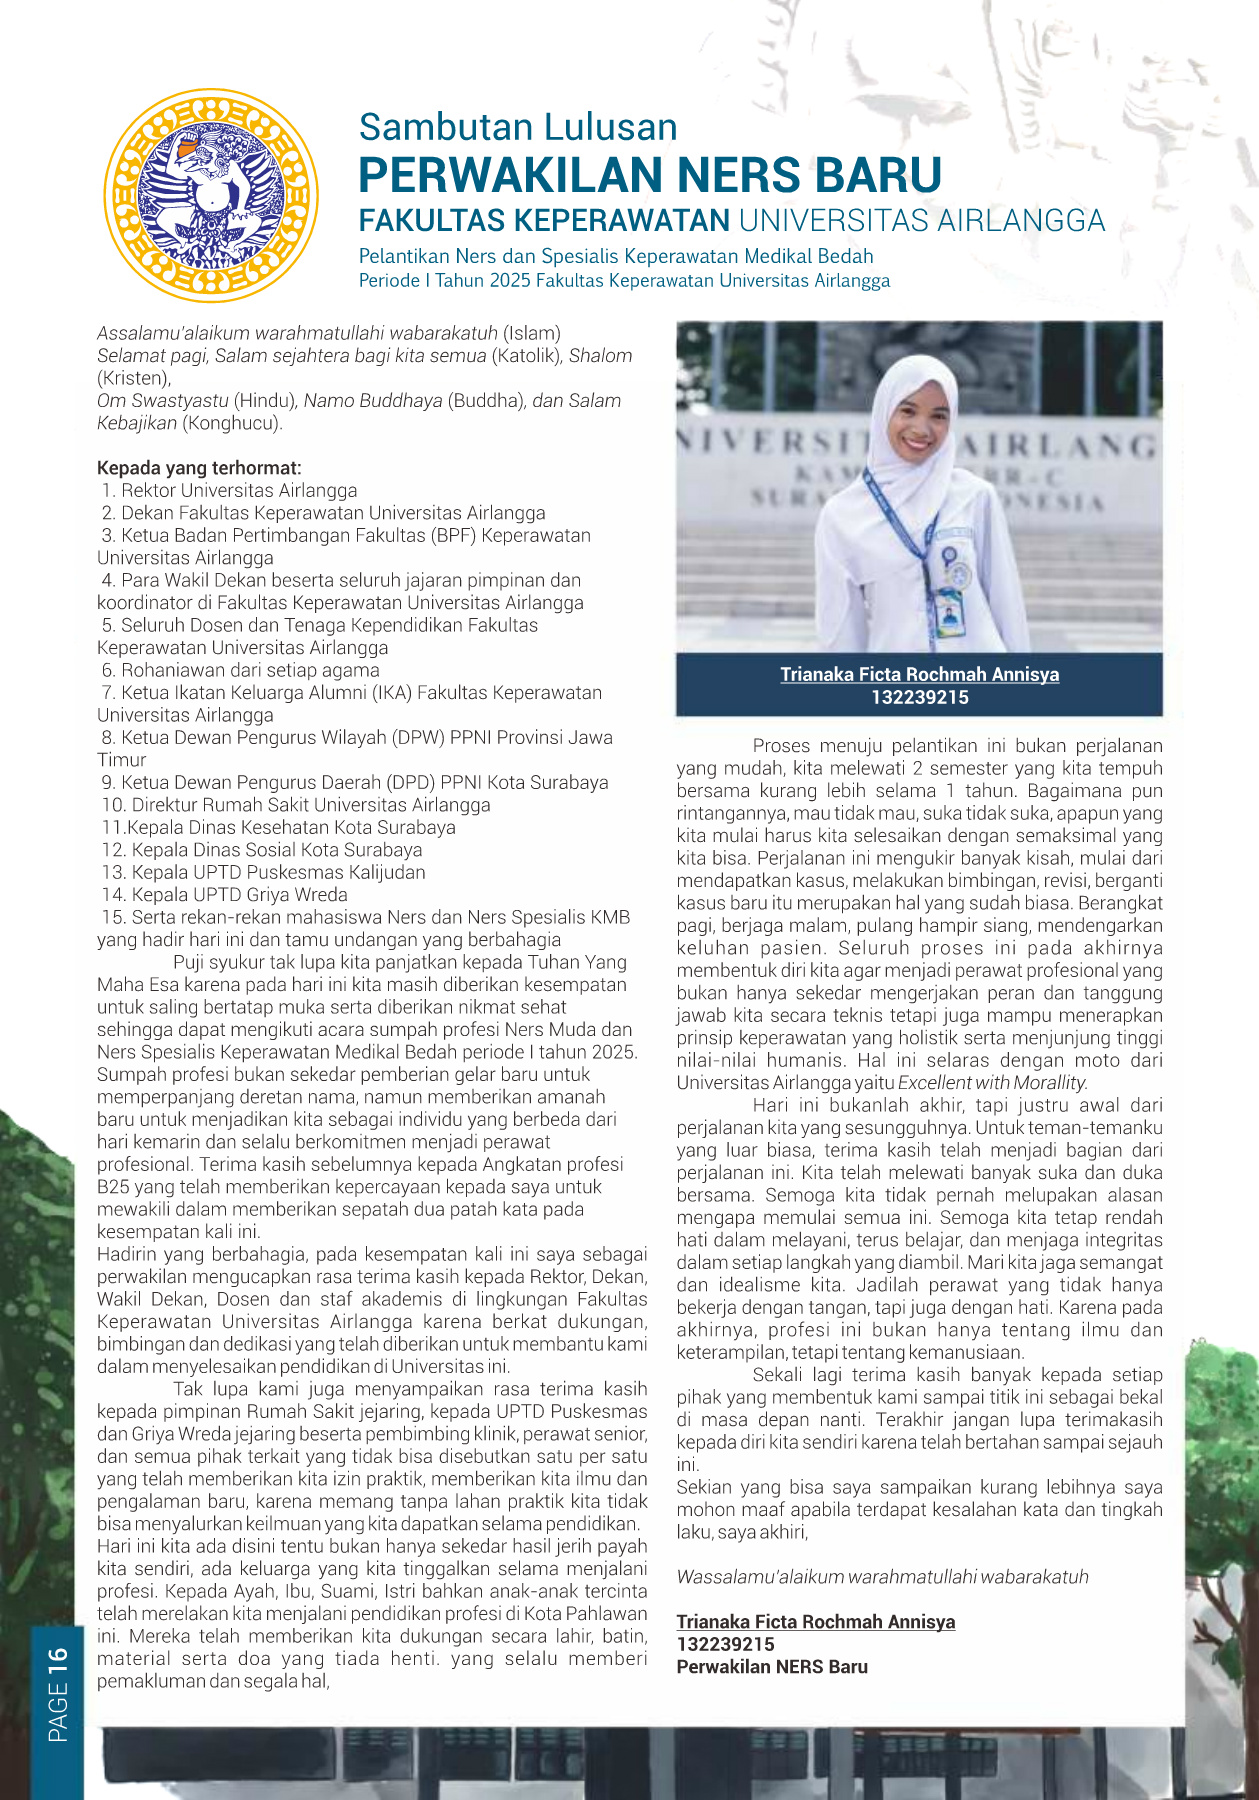 Sambutan Lulusan
PERWAKILAN NERS BARU
FAKULTAS KEPERAWATAN UNIVERSITAS AIRLANGGA
Pelantikan Ners dan Spesialis Keperawatan Medikal Bedah
Periode I Tahun 2025 Fakultas Keperawatan Universitas Airlangga
Assalamu'alaikum warahmatullahi wabarakatuh (Islam)
Selamat pagi, Salam sejahtera bagi kita semua (Katolik), Shalom
(Kristen),
Om Swastyastu (Hindu), Namo Buddhaya (Buddha), dan Salam
Kebajikan (Konghucu).
Kepada yang terhormat:
1. Rektor Universitas Airlangga
2. Dekan Fakultas Keperawatan Universitas Airlangga
3. Ketua Badan Pertimbangan Fakultas (BPF) Keperawatan
Universitas Airlangga
4. Para Wakil Dekan beserta seluruh jajaran pimpinan dan
koordinator di Fakultas Keperawatan Universitas Airlangga
5. Seluruh Dosen dan Tenaga Kependidikan Fakultas
Keperawatan Universitas Airlangga
6. Rohaniawan dari setiap agama
7. Ketua Ikatan Keluarga Alumni (IKA) Fakultas Keperawatan
Universitas Airlangga
8. Ketua Dewan Pengurus Wilayah (DPW) PPNI Provinsi Jawa
Timur
9. Ketua Dewan Pengurus Daerah (DPD) PPNI Kota Surabaya
10. Direktur Rumah Sakit Universitas Airlangga
11.Kepala Dinas Kesehatan Kota Surabaya
12. Kepala Dinas Sosial Kota Surabaya
13. Kepala UPTD Puskesmas Kalijudan
14. Kepala UPTD Griya Wreda
15. Serta rekan-rekan mahasiswa Ners dan Ners Spesialis KMB
yang hadir hari ini dan tamu undangan yang berbahagia
Puji syukur tak lupa kita panjatkan kepada Tuhan Yang
Maha Esa karena pada hari ini kita masih diberikan kesempatan
untuk saling bertatap muka serta diberikan nikmat sehat
sehingga dapat mengikuti acara sumpah profesi Ners Muda dan
Ners Spesialis Keperawatan Medikal Bedah periode I tahun 2025.
Sumpah profesi bukan sekedar pemberian gelar baru untuk
memperpanjang deretan nama, namun memberikan amanah
baru untuk menjadikan kita sebagai individu yang berbeda dari
hari kemarin dan selalu berkomitmen menjadi perawat
profesional. Terima kasih sebelumnya kepada Angkatan profesi
B25 yang telah memberikan kepercayaan kepada saya untuk
mewakili dalam memberikan sepatah dua patah kata pada
kesempatan kali ini.
Hadirin yang berbahagia, pada kesempatan kali ini saya sebagai
perwakilan mengucapkan rasa terima kasih kepada Rektor, Dekan,
Wakil Dekan, Dosen dan staf akademis di lingkungan Fakultas
Keperawatan Universitas Airlangga karena berkat dukungan,
bimbingan dan dedikasi yang telah diberikan untuk membantu kami
dalam menyelesaikan pendidikan di Universitas ini.
Tak lupa kami juga menyampaikan rasa terima kasih
kepada pimpinan Rumah Sakit jejaring, kepada UPTD Puskesmas
dan Griya Wreda jejaring beserta pembimbing klinik, perawat senior,
dan semua pihak terkait yang tidak bisa disebutkan satu per satu
yang telah memberikan kita izin praktik, memberikan kita ilmu dan
pengalaman baru, karena memang tanpa lahan praktik kita tidak
bisa menyalurkan keilmuan yang kita dapatkan selama pendidikan.
Hari ini kita ada disini tentu bukan hanya sekedar hasil jerih payah
kita sendiri, ada keluarga yang kita tinggalkan selama menjalani
profesi. Kepada Ayah, Ibu, Suami, Istri bahkan anak-anak tercinta
telah merelakan kita menjalani pendidikan profesi di Kota Pahlawan
ini. Mereka telah memberikan kita dukungan secara lahir, batin,
material serta doa yang tiada henti. yang selalu memberi
pemakluman dan segala hal,
NIVERSIT AIRLANG
KAM R-C
SURA ONESIA
Trianaka Ficta Rochmah Annisya
132239215
Proses menuju pelantikan ini bukan perjalanan
yang mudah, kita melewati 2 semester yang kita tempuh
bersama kurang lebih selama 1 tahun. Bagaimana pun
rintangannya, mau tidak mau, suka tidak suka, apapun yang
kita mulai harus kita selesaikan dengan semaksimal yang
kita bisa. Perjalanan ini mengukir banyak kisah, mulai dari
mendapatkan kasus, melakukan bimbingan, revisi, berganti
kasus baru itu merupakan hal yang sudah biasa. Berangkat
pagi, berjaga malam, pulang hampir siang, mendengarkan
keluhan pasien. Seluruh proses ini pada akhirnya
membentuk diri kita agar menjadi perawat profesional yang
bukan hanya sekedar mengerjakan peran dan tanggung
jawab kita secara teknis tetapi juga mampu menerapkan
prinsip keperawatan yang holistik serta menjunjung tinggi
nilai-nilai humanis. Hal ini selaras dengan moto dari
Universitas Airlangga yaitu Excellent with Morallity.
Hari ini bukanlah akhir, tapi justru awal dari
perjalanan kita yang sesungguhnya. Untuk teman-temanku
yang luar biasa, terima kasih telah menjadi bagian dari
perjalanan ini. Kita telah melewati banyak suka dan duka
bersama. Semoga kita tidak pernah melupakan alasan
mengapa memulai semua ini. Semoga kita tetap rendah
hati dalam melayani, terus belajar, dan menjaga integritas
dalam setiap langkah yang diambil. Mari kita jaga semangat
dan idealisme kita. Jadilah perawat yang tidak hanya
bekerja dengan tangan, tapi juga dengan hati. Karena pada
akhirnya, profesi ini bukan hanya tentang ilmu dan
keterampilan, tetapi tentang kemanusiaan.
Sekali lagi terima kasih banyak kepada setiap
pihak yang membentuk kami sampai titik ini sebagai bekal
di masa depan nanti. Terakhir jangan lupa terimakasih
kepada diri kita sendiri karena telah bertahan sampai sejauh
ini.
Sekian yang bisa saya sampaikan kurang lebihnya saya
mohon maaf apabila terdapat kesalahan kata dan tingkah
laku, saya akhiri,
Wassalamu'alaikum warahmatullahi wabarakatuh
Trianaka Ficta Rochmah Annisya
132239215
Perwakilan NERS Baru
PAGE 16